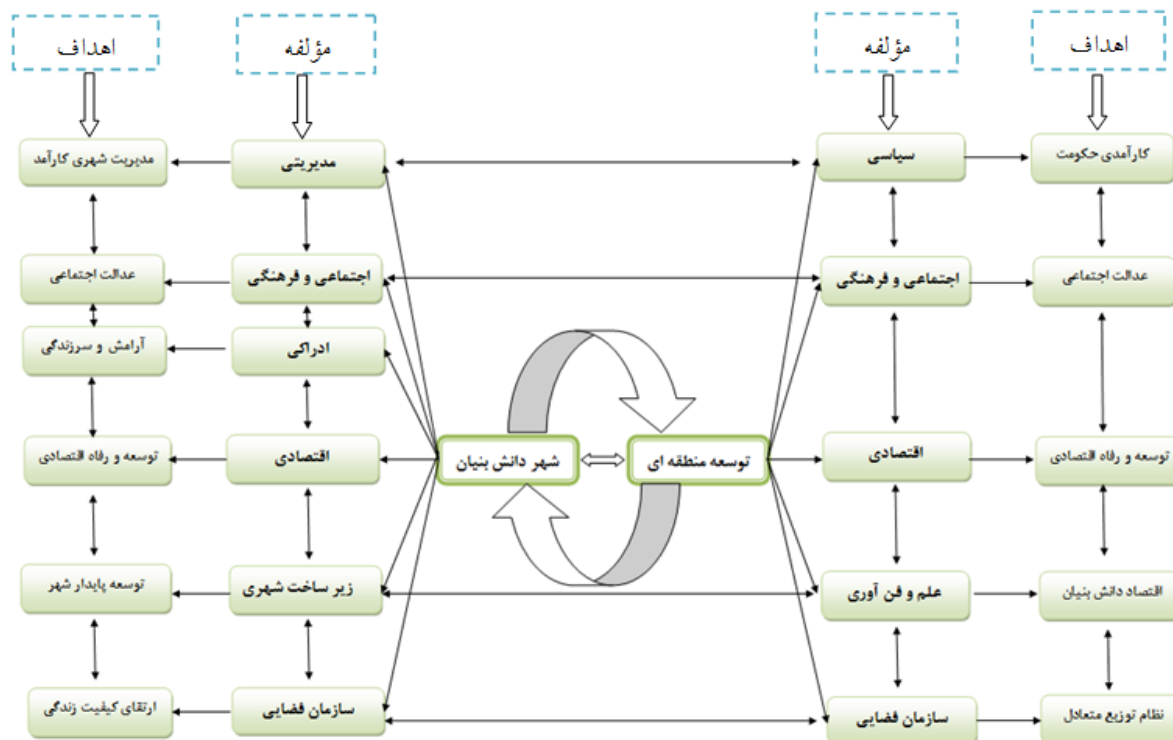 اهداف
مؤلفه
مؤلفه
اهداف
کارآمدی حکومت
سیاسی
مدیریتی
مدیریت شهری کارآمد
عدالت اجتماعی
اجتماعی و فرهنگی
اجتماعی و فرهنگی
عدالت اجتماعی
ادراکی
آرامش و سرزندگی
توسعه و رفاه اقتصادی
اقتصادی
توسعه منطقه ای
شهر دانش بنیان
اقتصادی
توسعه و رفاه اقتصادی
اقتصاد دانش بنیان
علم و فن آوری
زیر ساخت شهری
توسعه پایدار شهر
نظام توزیع متعادل
سازمان فضایی
سازمان فضایی
ارتقای کیفیت زندگی